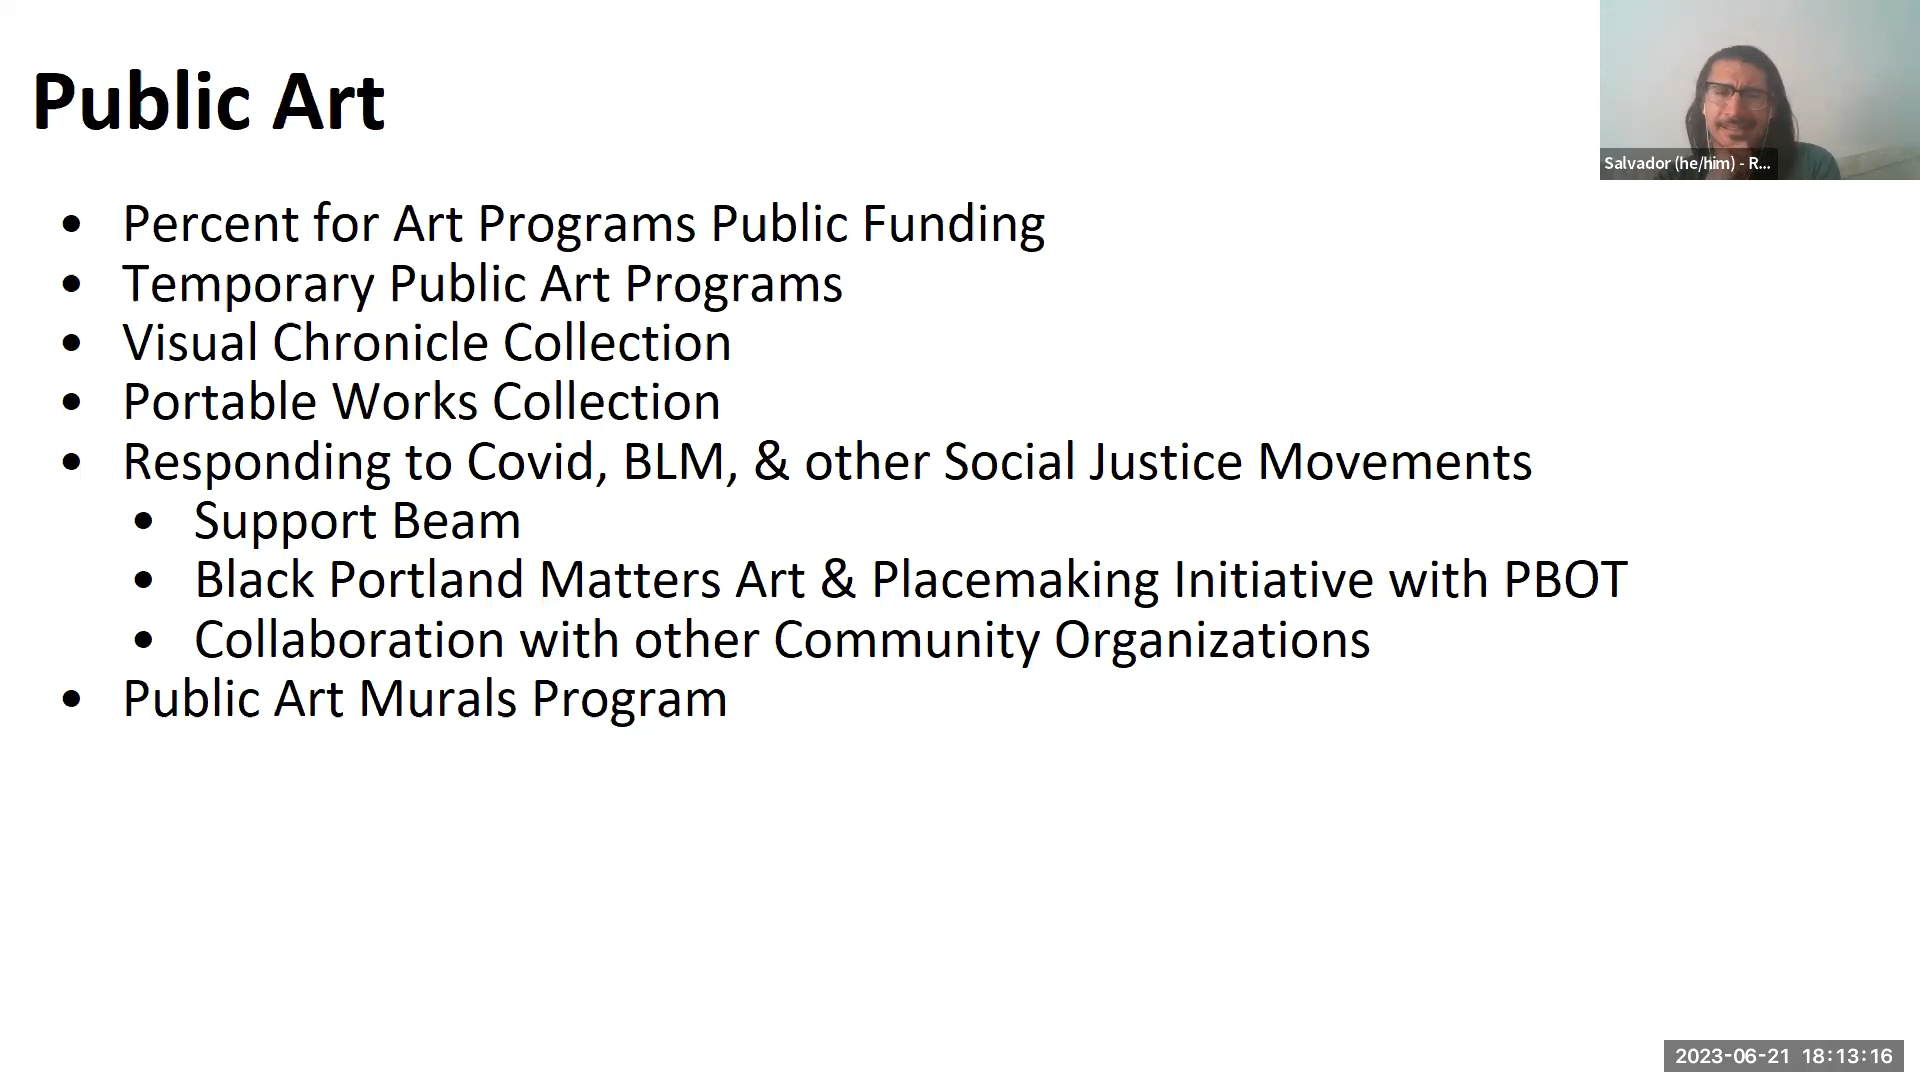 Public Art
Salvador (he/him) - R...
• Percent for Art Programs Public Funding
• Temporary Public Art Programs
• Visual Chronicle Collection
• Portable Works Collection
• Responding to Covid, BLM, & other Social Justice Movements
• Support Beam
• Black Portland Matters Art & Placemaking Initiative with PBOT
• Collaboration with other Community Organizations
• Public Art Murals Program
2023-06-21 18:13:16